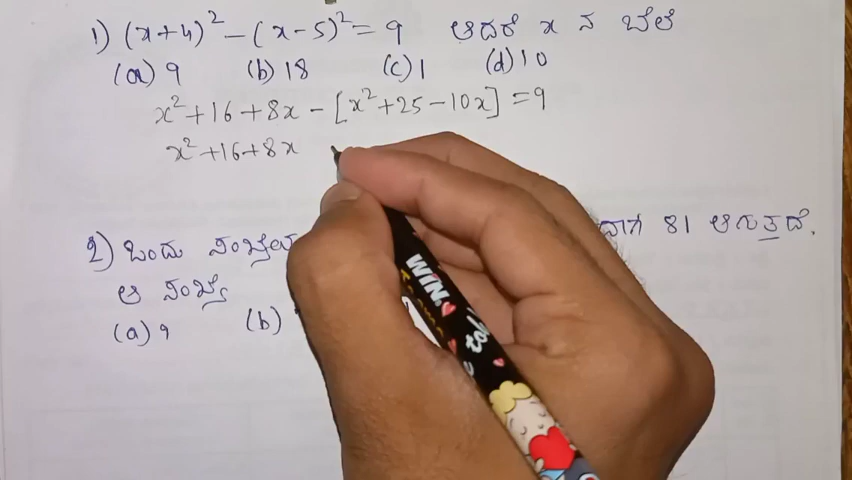 1) (x+4)² − (x−5)² = 9 ಆದರೆ x ನ ಬೆಲೆ
(a) 9 (b) 18 (c) 1 (d) 10
x² + 16 + 8x − [x² + 25 − 10x] = 9
x² + 16 + 8x
2) ಒಂದು 81 ಆಗುತ್ತದೆ.
ಆ ಸಂಖ್ಯೆ
(a) 9 (b)
WIN